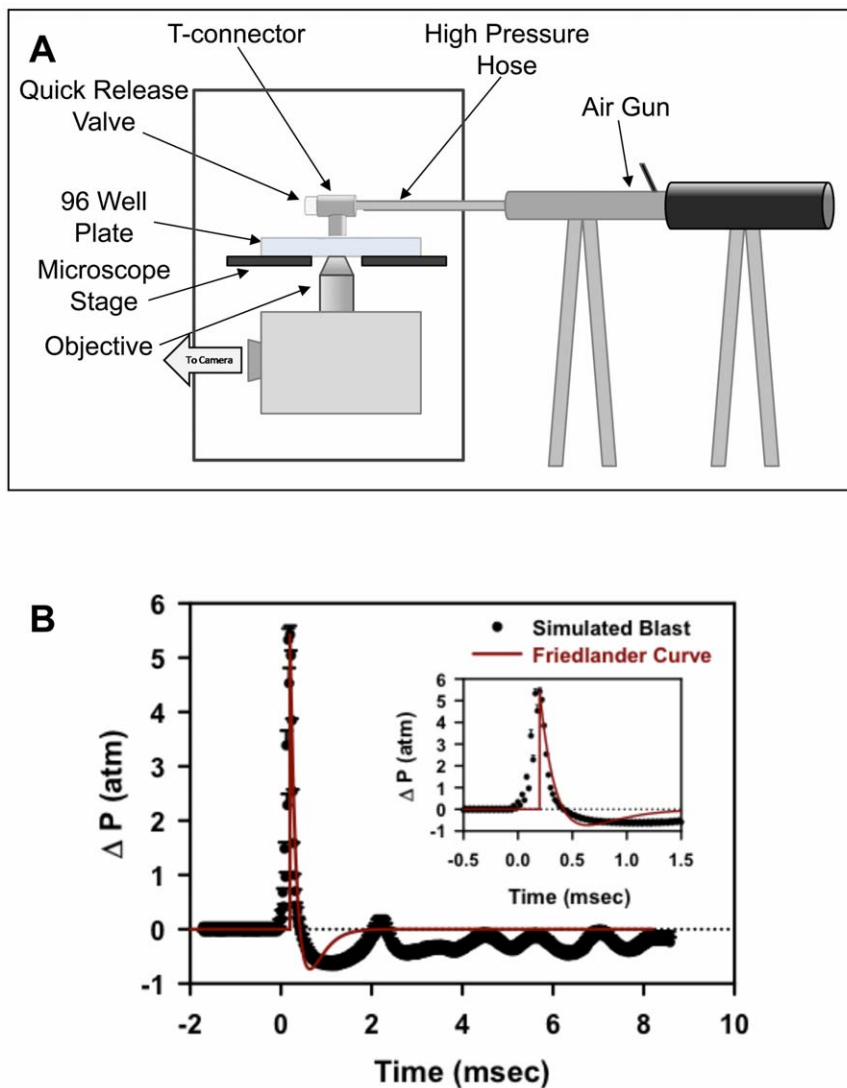 A
T-connector
High Pressure
Hose
Quick Release
Valve
Air Gun
96 Well
Plate
Microscope
Stage
Objective
To Camera
B
6
5
4
3
2
1
0
-1
Δ P (atm)
-2
0
2
4
6
8
10
Time (msec)
Simulated Blast
Friedlander Curve
6
5
4
3
2
1
0
-1
Δ P (atm)
-0.5
0.0
0.5
1.0
1.5
Time (msec)